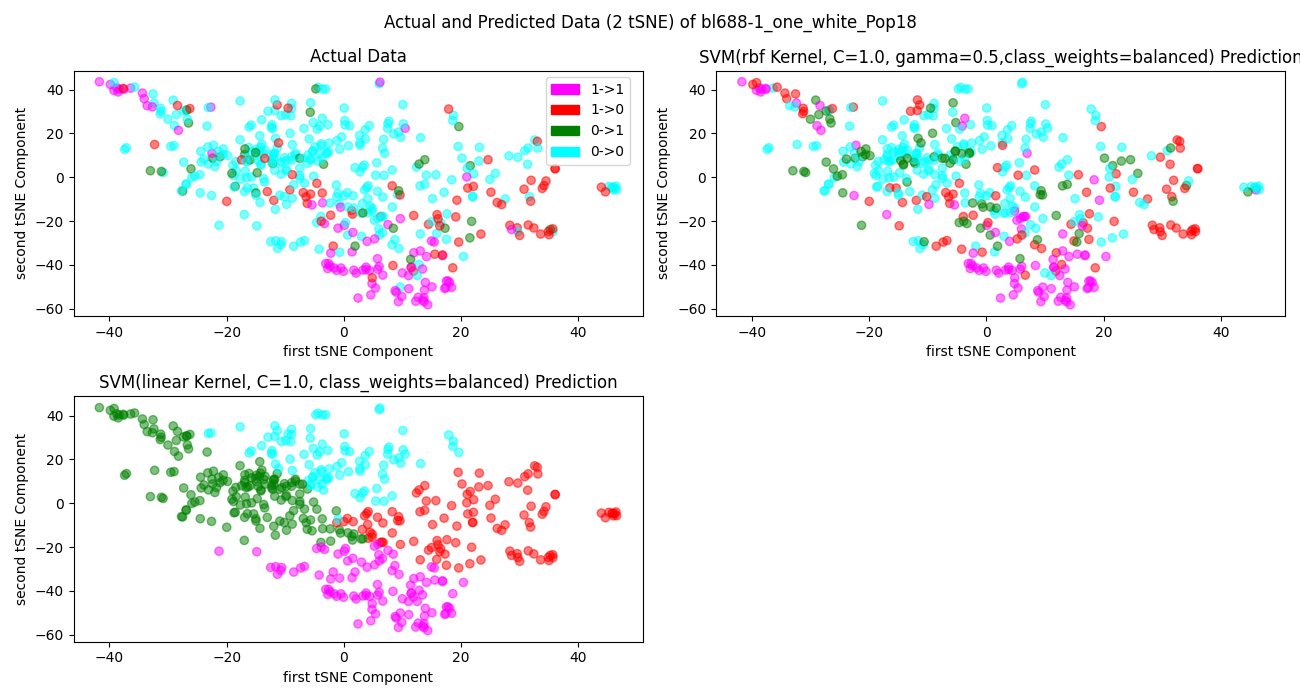 Actual and Predicted Data (2 tSNE) of bl688-1_one_white_Pop18
Actual Data
second tSNE Component
40
20
0
−20
−40
−60
1->1
1->0
0->1
0->0
−40 −20 0 20 40
first tSNE Component
SVM(rbf Kernel, C=1.0, gamma=0.5,class_weights=balanced) Prediction
second tSNE Component
40
20
0
−20
−40
−60
−40 −20 0 20 40
first tSNE Component
SVM(linear Kernel, C=1.0, class_weights=balanced) Prediction
second tSNE Component
40
20
0
−20
−40
−60
−40 −20 0 20 40
first tSNE Component